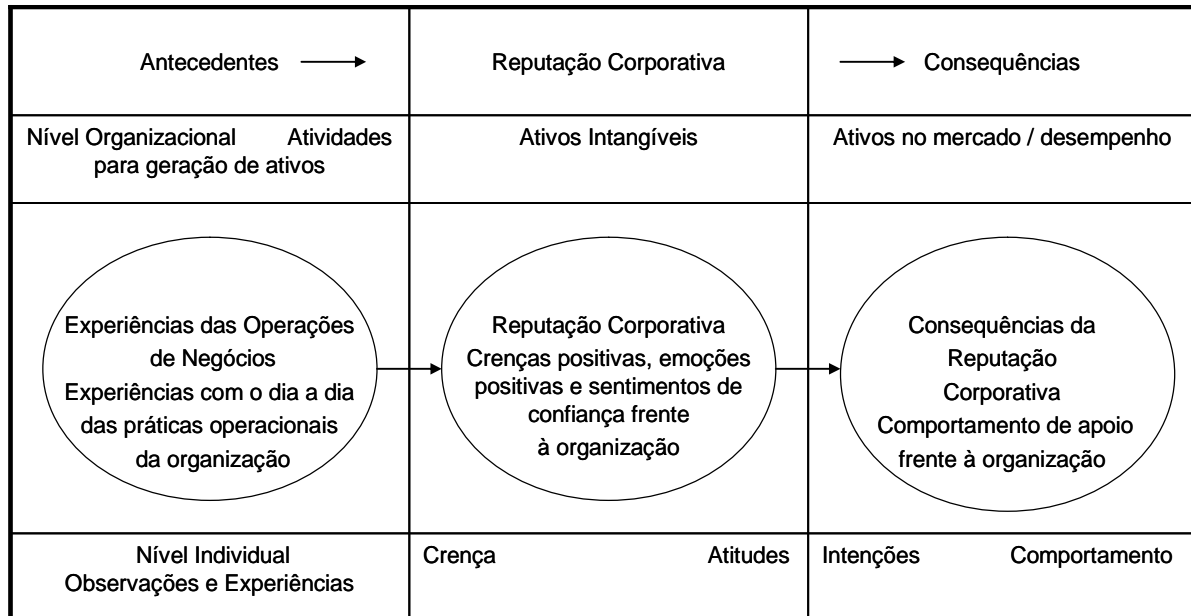 Antecedentes
Reputação Corporativa
Consequências
Nível Organizacional Atividades
para geração de ativos
Ativos Intangíveis
Ativos no mercado / desempenho
Experiências das Operações
de Negócios
Experiências com o dia a dia
das práticas operacionais
da organização
Reputação Corporativa
Crenças positivas, emoções
positivas e sentimentos de
confiança frente
à organização
Consequências da
Reputação
Corporativa
Comportamento de apoio
frente à organização
Nível Individual
Observações e Experiências
Crença Atitudes
Intenções Comportamento